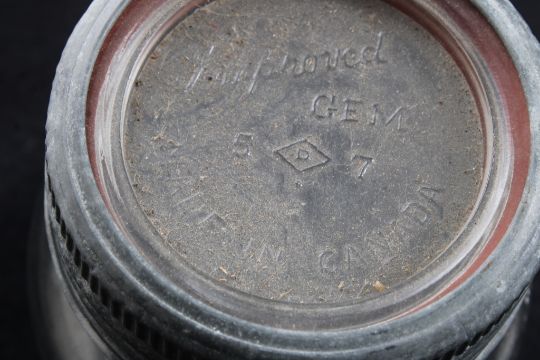 Improved
GEM
5 D 7
MADE IN CANADA